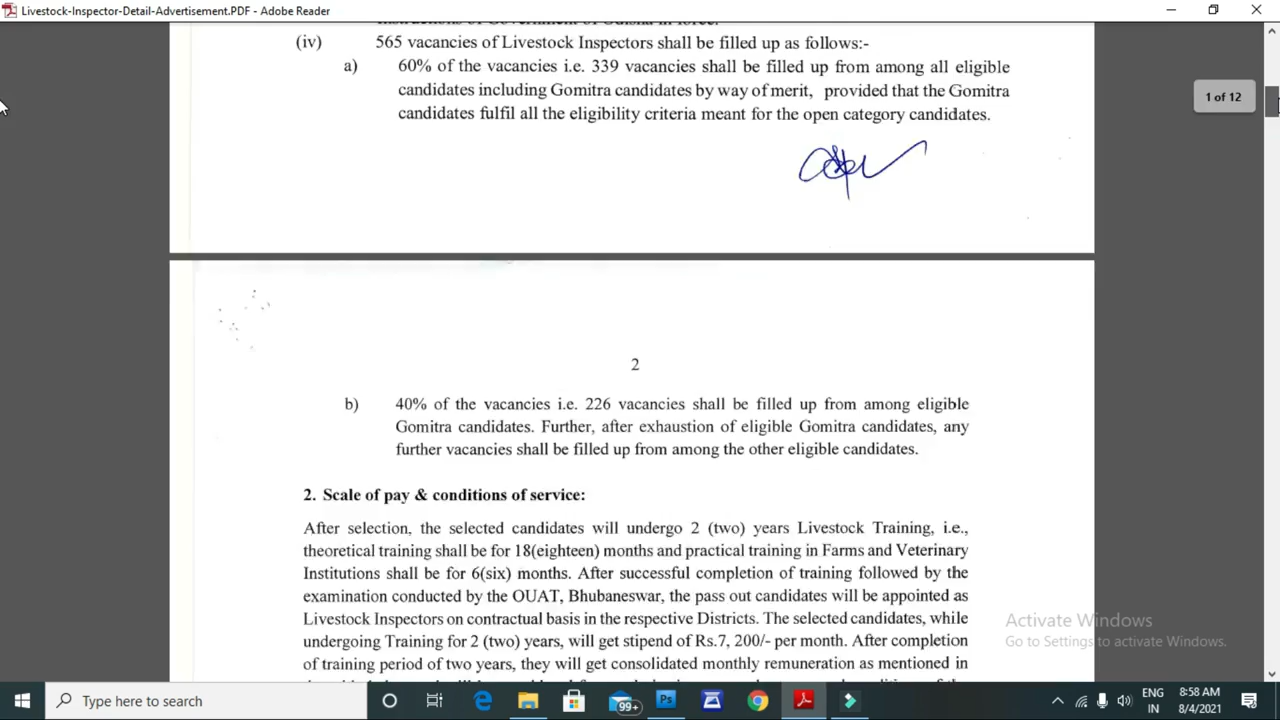 Livestock-Inspector-Detail-Advertisement.PDF - Adobe Reader
(iv) 565 vacancies of Livestock Inspectors shall be filled up as follows:-
a) 60% of the vacancies i.e. 339 vacancies shall be filled up from among all eligible
candidates including Gomitra candidates by way of merit, provided that the Gomitra
candidates fulfil all the eligibility criteria meant for the open category candidates.
1 of 12
2
b) 40% of the vacancies i.e. 226 vacancies shall be filled up from among eligible
Gomitra candidates. Further, after exhaustion of eligible Gomitra candidates, any
further vacancies shall be filled up from among the other eligible candidates.
2. Scale of pay & conditions of service:
After selection, the selected candidates will undergo 2 (two) years Livestock Training, i.e.,
theoretical training shall be for 18(eighteen) months and practical training in Farms and Veterinary
Institutions shall be for 6(six) months. After successful completion of training followed by the
examination conducted by the OUAT, Bhubaneswar, the pass out candidates will be appointed as
Livestock Inspectors on contractual basis in the respective Districts. The selected candidates, while
undergoing Training for 2 (two) years, will get stipend of Rs.7, 200/- per month. After completion
of training period of two years, they will get consolidated monthly remuneration as mentioned in
Activate Windows
Go to Settings to activate Windows.
Type here to search
99+
Ps
ENG
IN
8:58 AM
8/4/2021